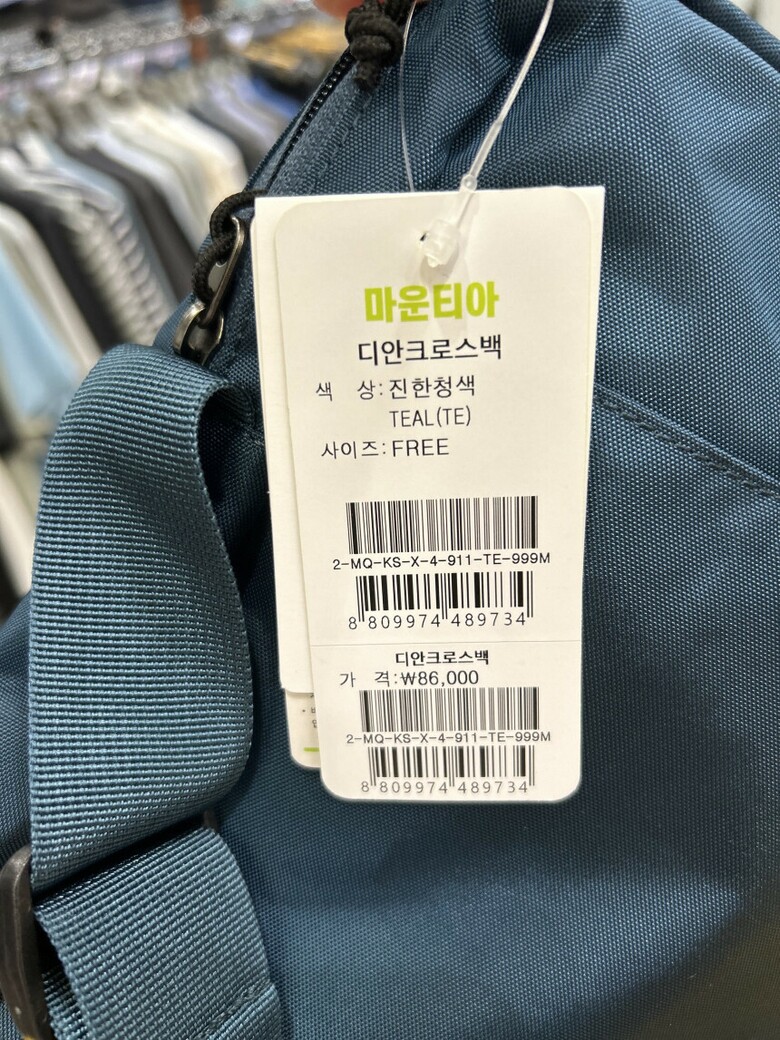 마운티아
디안크로스백
색 상:진한청색
TEAL(TE)
사이즈:FREE
2-MQ-KS-X-4-911-TE-999M
8 809974 489734
디안크로스백
가 격:₩86,000
2-MQ-KS-X-4-911-TE-999M
8 809974 489734